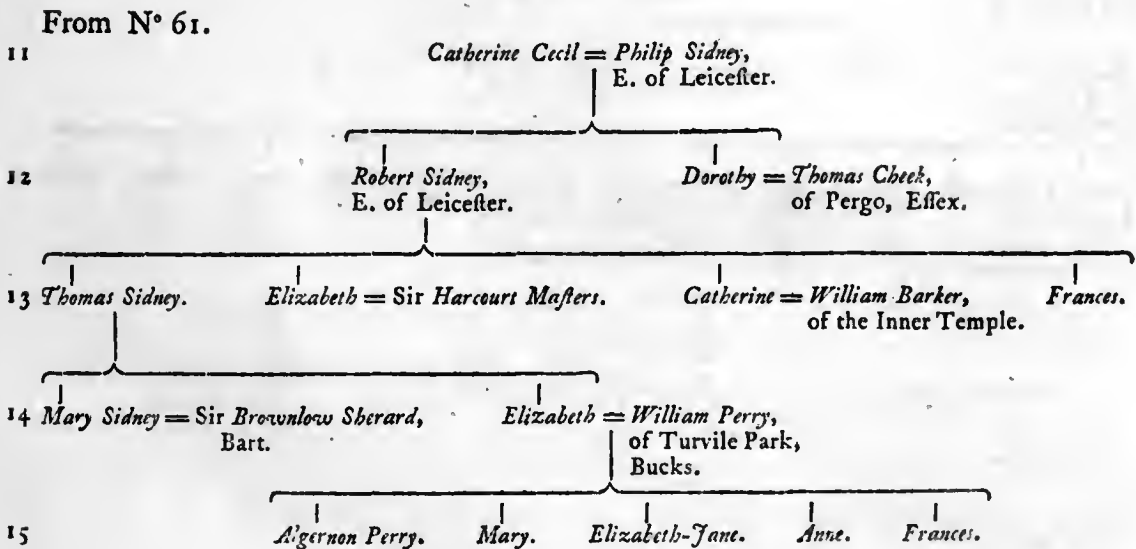 From Nº 61.
11 Catherine Cecil = Philip Sidney,
E. of Leiceſter.
12 Robert Sidney, Dorothy = Thomas Cheek,
E. of Leiceſter. of Pergo, Eſſex.
13 Thomas Sidney. Elizabeth = Sir Harcourt Maſters. Catherine = William Barker, Frances.
of the Inner Temple.
14 Mary Sidney = Sir Brownlow Sherard, Elizabeth = William Perry,
Bart. of Turvile Park,
Bucks.
15 Algernon Perry. Mary. Elizabeth-Jane. Anne. Frances.